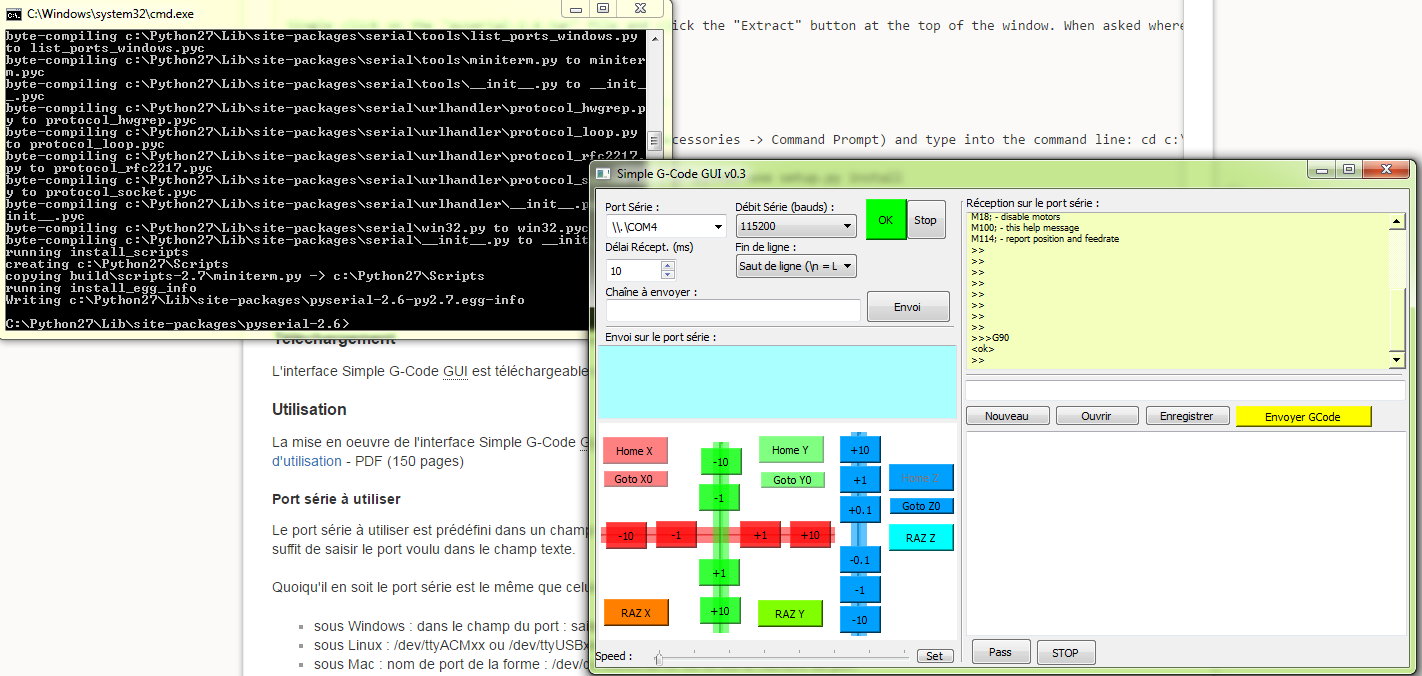 C:\Windows\system32\cmd.exe
byte-compiling c:\Python27\Lib\site-packages\serial\tools\list_ports_windows.py
to list_ports_windows.pyc
byte-compiling c:\Python27\Lib\site-packages\serial\tools\miniterm.py to miniter
m.pyc
byte-compiling c:\Python27\Lib\site-packages\serial\tools\__init__.py to __init_
_.pyc
byte-compiling c:\Python27\Lib\site-packages\serial\urlhandler\protocol_hwgrep.p
y to protocol_hwgrep.pyc
byte-compiling c:\Python27\Lib\site-packages\serial\urlhandler\protocol_loop.py
to protocol_loop.pyc
byte-compiling c:\Python27\Lib\site-packages\serial\urlhandler\protocol_rfc2217.
py to protocol_rfc2217.pyc
byte-compiling c:\Python27\Lib\site-packages\serial\urlhandler\protocol_s
y to protocol_socket.pyc
byte-compiling c:\Python27\Lib\site-packages\serial\urlhandler\__init__.p
init__.pyc
byte-compiling c:\Python27\Lib\site-packages\serial\win32.py to win32.pyc
byte-compiling c:\Python27\Lib\site-packages\serial\__init__.py to __init
running install_scripts
creating c:\Python27\Scripts
copying build\scripts-2.7\miniterm.py -> c:\Python27\Scripts
running install_egg_info
Writing c:\Python27\Lib\site-packages\pyserial-2.6-py2.7.egg-info
C:\Python27\Lib\site-packages\pyserial-2.6>
ick the "Extract" button at the top of the window. When asked where
cessories -> Command Prompt) and type into the command line: cd c:\
Téléchargement
L'interface Simple G-Code GUI est téléchargeable
Utilisation
La mise en oeuvre de l'interface Simple G-Code G
d'utilisation - PDF (150 pages)
Port série à utiliser
Le port série à utiliser est prédéfini dans un champ
suffit de saisir le port voulu dans le champ texte.
Quoiqu'il en soit le port série est le même que celu
sous Windows : dans le champ du port : sai
sous Linux : /dev/ttyACMxx ou /dev/ttyUSBx
sous Mac : nom de port de la forme : /dev/c
Simple G-Code GUI v0.3
Port Série :
Débit Série (bauds) :
\\.\COM4
115200
OK
Stop
Délai Récept. (ms)
Fin de ligne :
10
Saut de ligne (\n = L
Chaîne à envoyer :
Envoi
Envoi sur le port série :
Home X
Goto X0
-10
-1
Home Y
Goto Y0
+10
+1
+0.1
Home Z
Goto Z0
RAZ Z
-10
-1
+1
+10
+1
+10
-0.1
-1
-10
RAZ X
RAZ Y
Speed :
Set
Réception sur le port série :
M18; - disable motors
M100; - this help message
M114; - report position and feedrate
>>
>>
>>
>>
>>
>>
>>
>>
>>>G90
<ok>
>>
Nouveau
Ouvrir
Enregistrer
Envoyer GCode
Pass
STOP